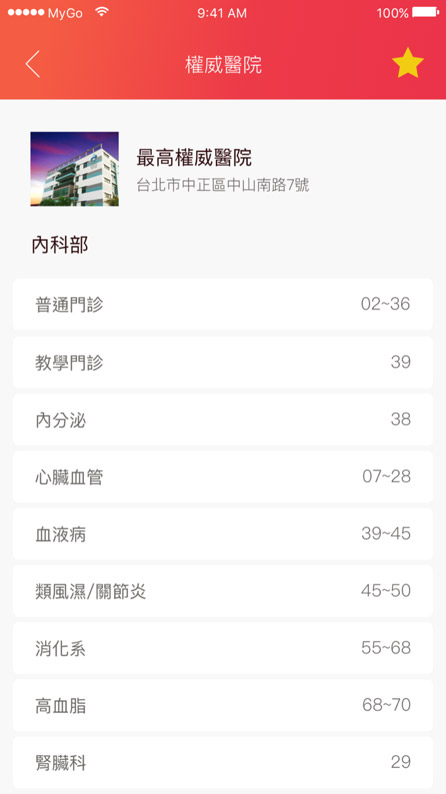 MyGo 9:41 AM 100%
權威醫院
最高權威醫院
台北市中正區中山南路7號
內科部
普通門診 02~36
教學門診 39
內分泌 38
心臟血管 07~28
血液病 39~45
類風濕/關節炎 45~50
消化系 55~68
高血脂 68~70
腎臟科 29